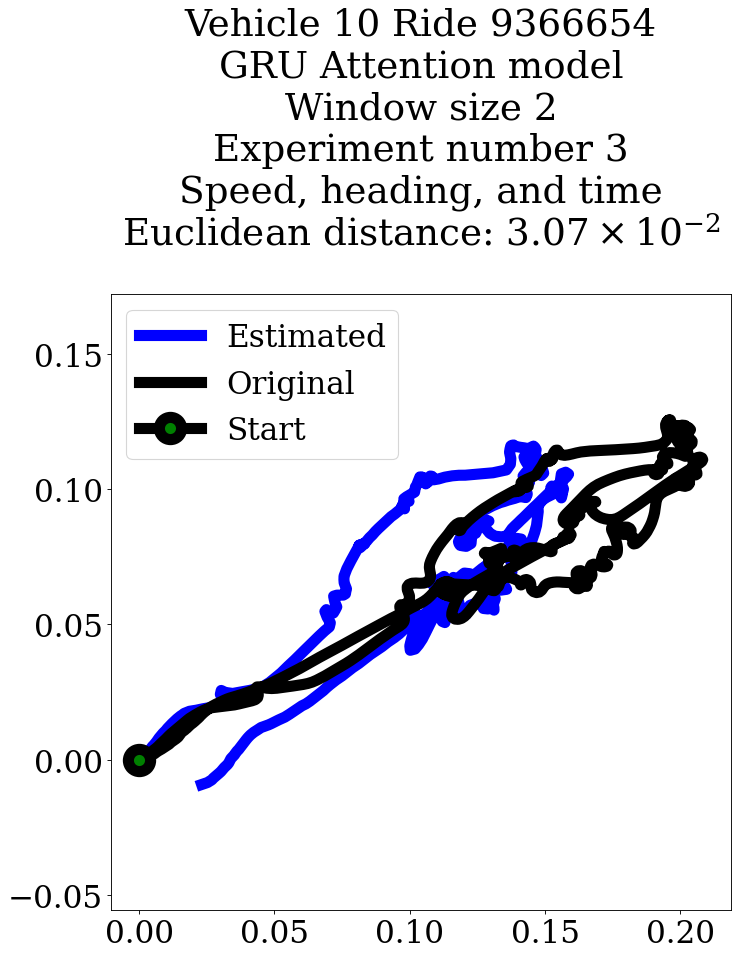 Vehicle 10 Ride 9366654
GRU Attention model
Window size 2
Experiment number 3
Speed, heading, and time
Euclidean distance: 3.07 × 10⁻²
Estimated
Original
Start
0.15
0.10
0.05
0.00
−0.05
0.00 0.05 0.10 0.15 0.20